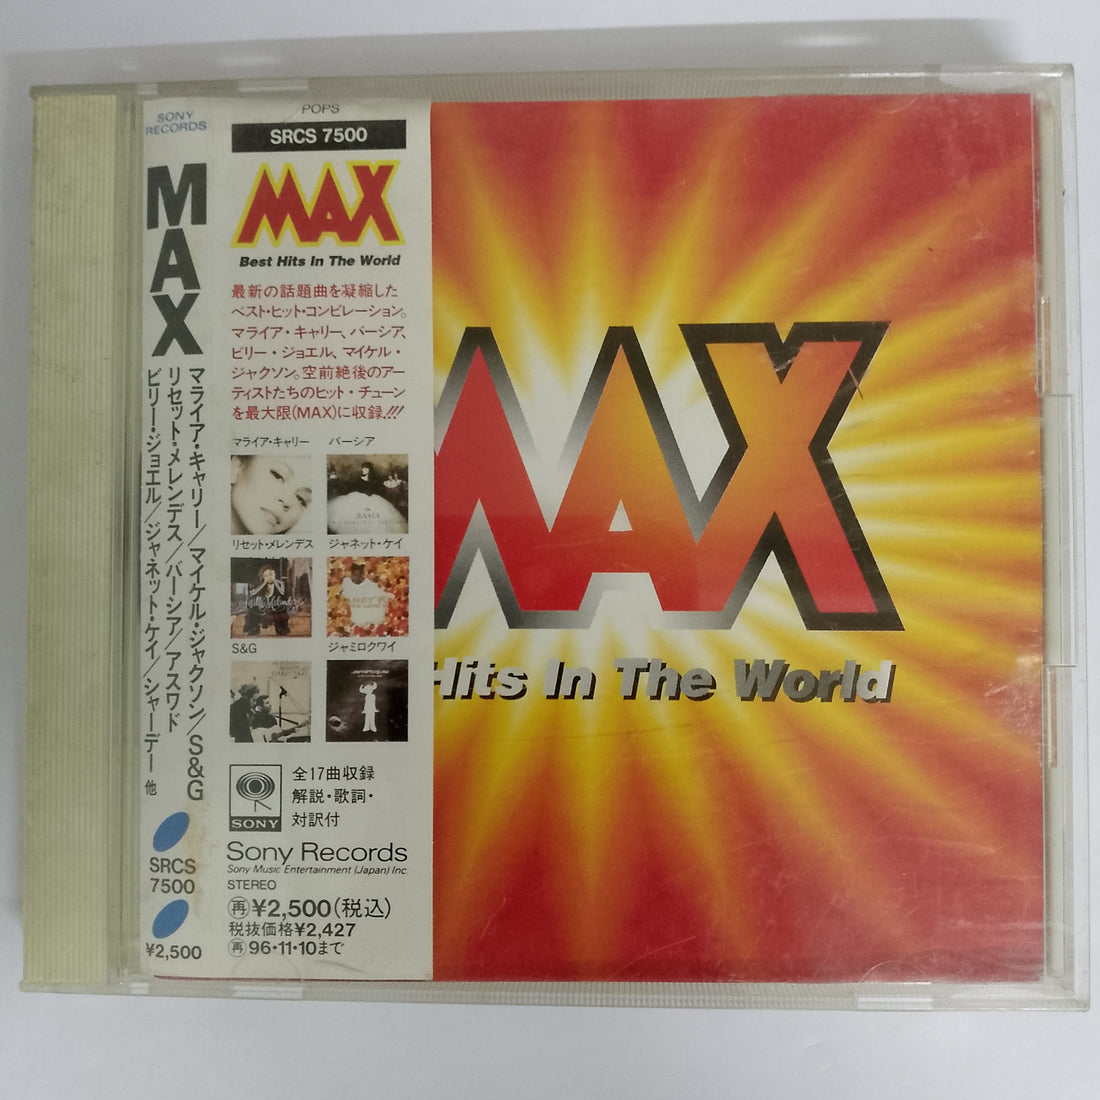 SONY
RECORDS
MAX
マライア・キャリー/マイケル・ジャクソン/S&G
リセット・メレンデス/バーシア/アスワド
ビリー・ジョエル/ジャネット・ケイ/シャーデー 他
SRCS
7500
¥2,500
POPS
SRCS 7500
MAX
Best Hits In The World
最新の話題曲を凝縮した
ベスト・ヒット・コンピレーション。
マライア・キャリー、バーシア、
ビリー・ジョエル、マイケル・
ジャクソン。空前絶後のアー
ティストたちのヒット・チューン
を最大限(MAX)に収録!!!
マライア・キャリー
バーシア
BASIA
リセット・メレンデス
ジャネット・ケイ
S&G
ジャミロクワイ
SONY
全17曲収録
解説・歌詞・
対訳付
Sony Records
Sony Music Entertainment (Japan) Inc.
STEREO
再¥2,500(税込)
税抜価格¥2,427
再96・11・10まで
MAX
Hits In The World